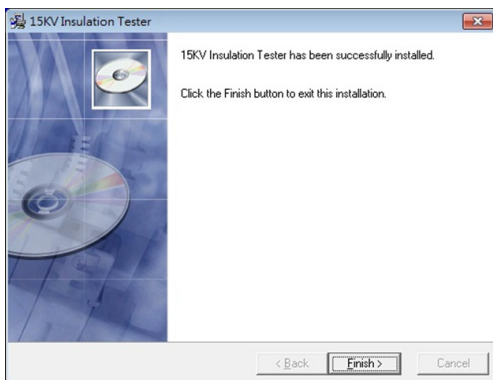 15KV Insulation Tester
15KV Insulation Tester has been successfully installed.
Click the Finish button to exit this installation.
< Back
Finish >
Cancel